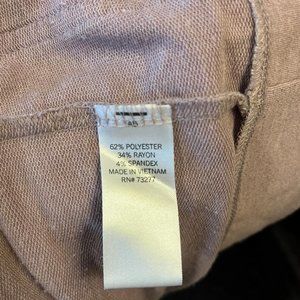 62% POLYESTER
34% RAYON
4% SPANDEX
MADE IN VIETNAM
RN# 73277